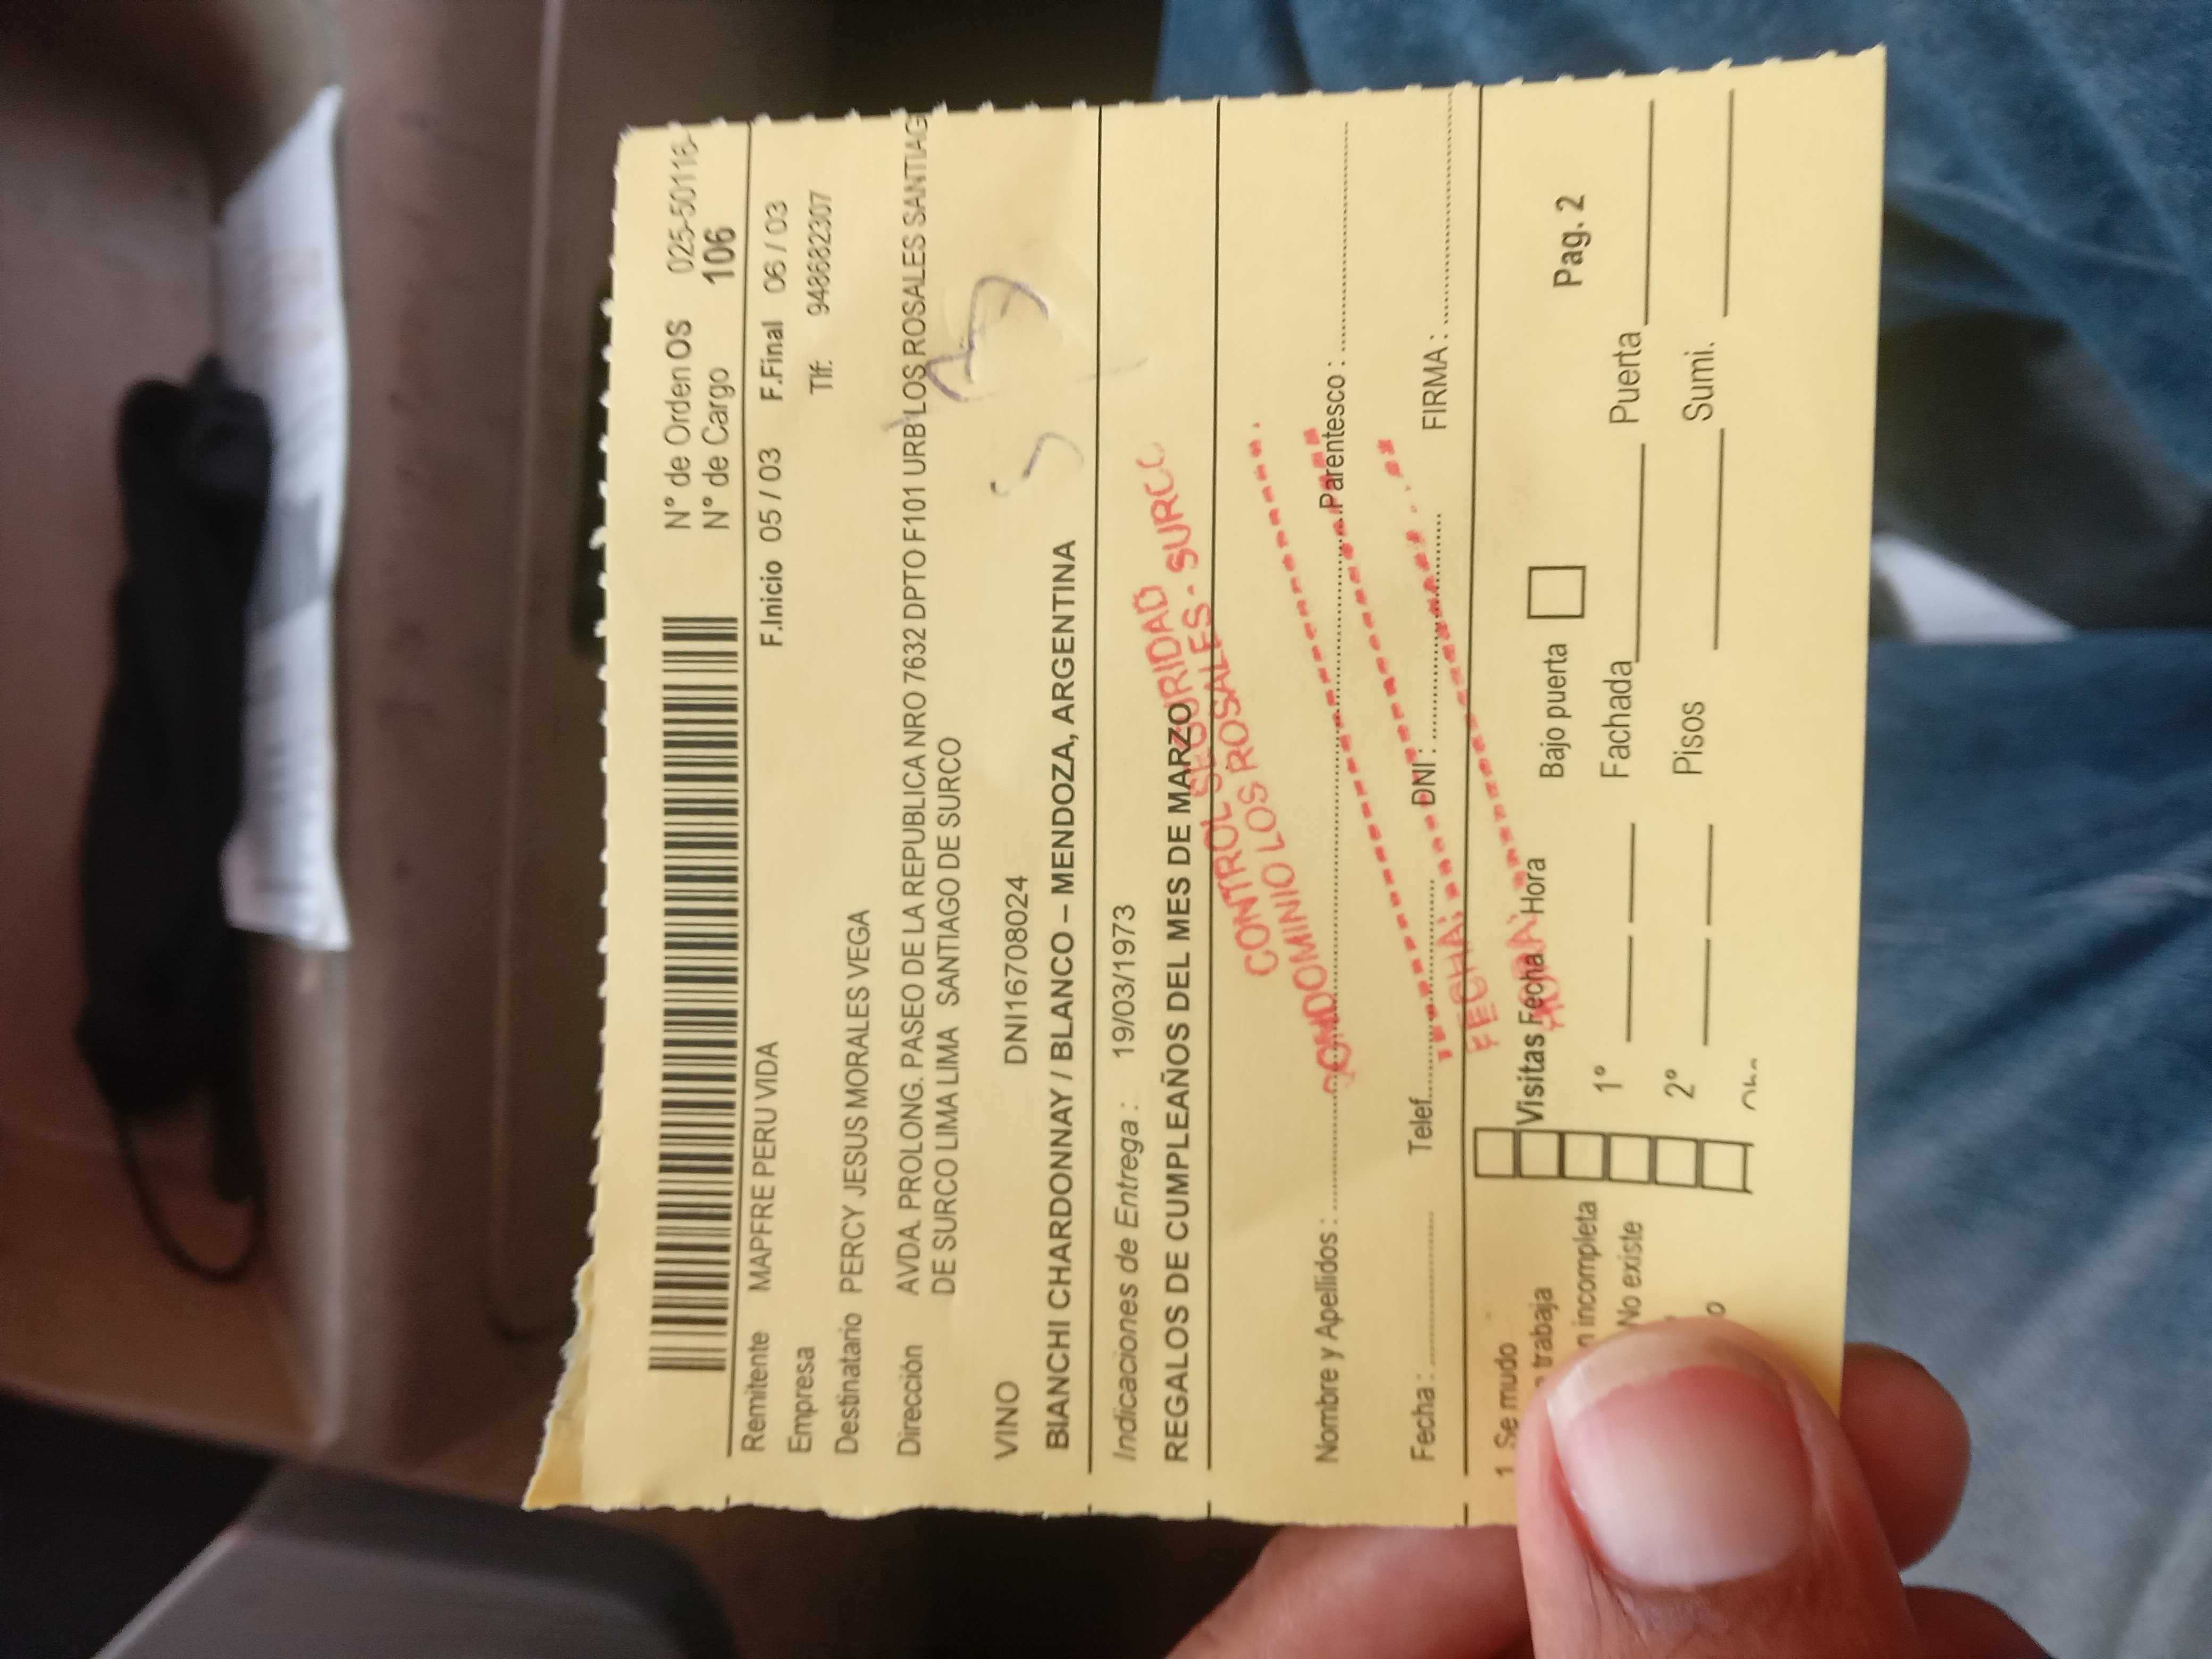 N° de Orden OS 025-50116-
N° de Cargo 106
F.Inicio 05 / 03 F.Final 06 / 03
Remitente MAPFRE PERU VIDA
Empresa Tlf: 948682307
Destinatario PERCY JESUS MORALES VEGA
Dirección AVDA. PROLONG. PASEO DE LA REPUBLICA NRO 7632 DPTO F101 URB LOS ROSALES SANTIAG
DE SURCO LIMA LIMA SANTIAGO DE SURCO
VINO DNI16708024
BIANCHI CHARDONNAY / BLANCO – MENDOZA, ARGENTINA
Indicaciones de Entrega : 19/03/1973
REGALOS DE CUMPLEAÑOS DEL MES DE MARZO
CONTROL SEGURIDAD
CONDOMINIO LOS ROSALES - SURCO
Nombre y Apellidos : Parentesco :
Fecha : Telef. DNI : FIRMA :
FECHA:
HORA:
1 Se mudo Visitas Fecha Hora Bajo puerta Pag. 2
trabaja
incompleta 1° Fachada Puerta
No existe
2° Pisos Sumi.